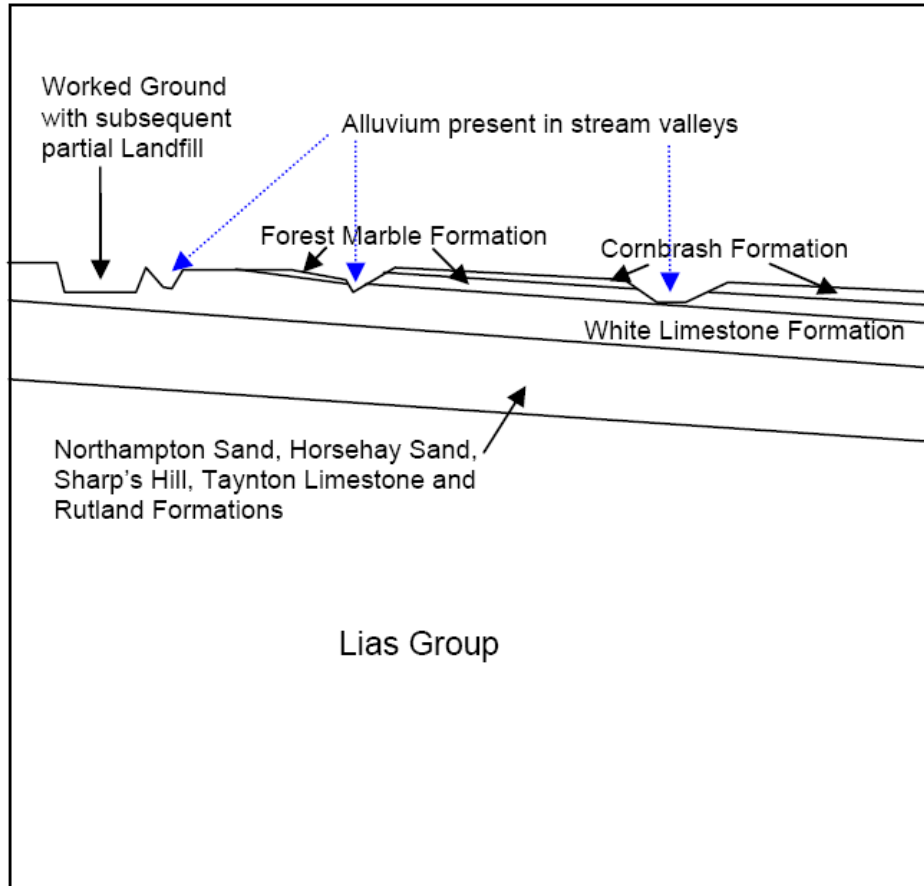 Worked Ground
with subsequent
partial Landfill
Alluvium present in stream valleys
Forest Marble Formation
Cornbrash Formation
White Limestone Formation
Northampton Sand, Horsehay Sand,
Sharp's Hill, Taynton Limestone and
Rutland Formations
Lias Group